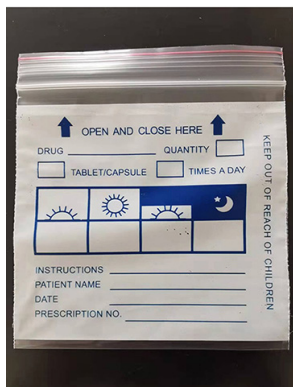 OPEN AND CLOSE HERE
DRUG QUANTITY
TABLET/CAPSULE TIMES A DAY
INSTRUCTIONS
PATIENT NAME
DATE
PRESCRIPTION NO.
KEEP OUT OF REACH OF CHILDREN